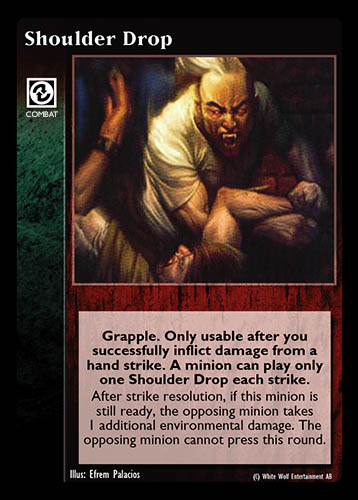 Shoulder Drop
COMBAT
Grapple. Only usable after you
successfully inflict damage from a
hand strike. A minion can play only
one Shoulder Drop each strike.
After strike resolution, if this minion is
still ready, the opposing minion takes
1 additional environmental damage. The
opposing minion cannot press this round.
Illus: Efrem Palacios
(C) White Wolf Entertainment AB